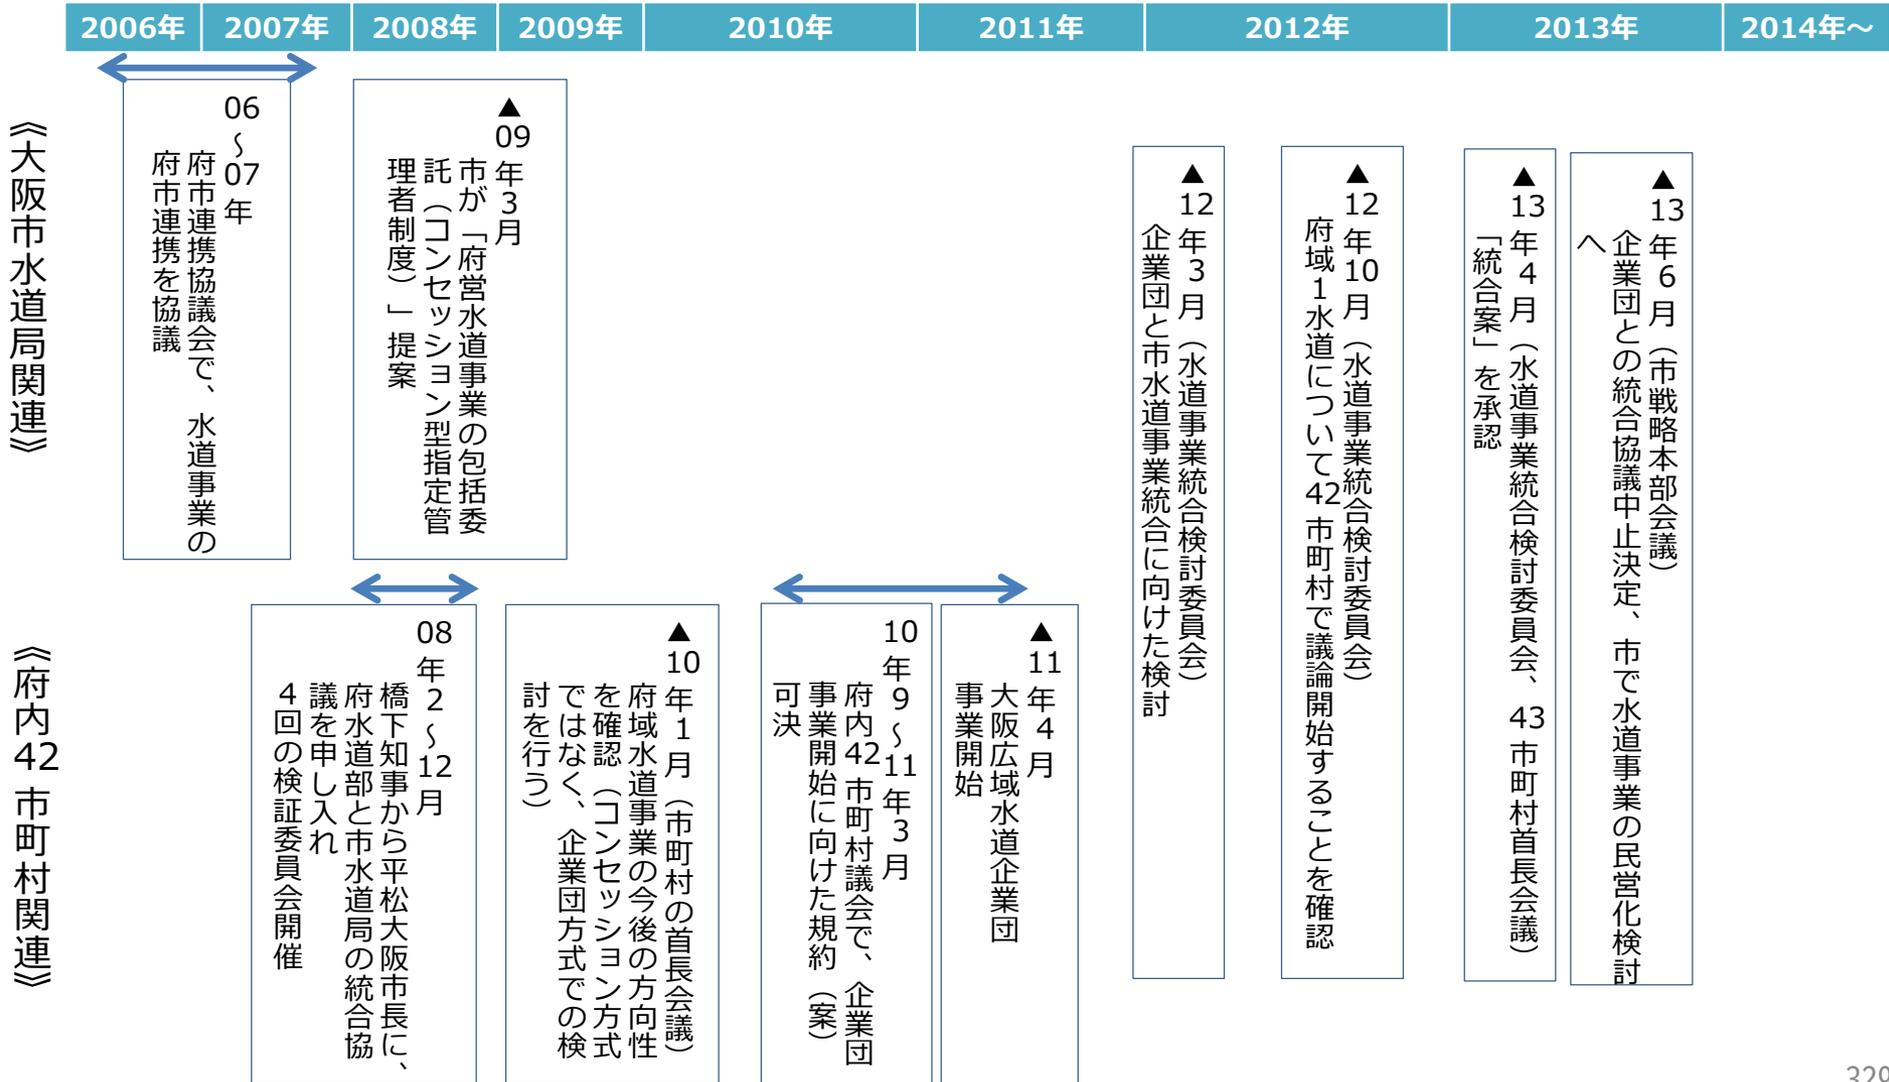 2006年
2007年
2008年
2009年
2010年
2011年
2012年
2013年
2014年～
《大阪市水道局関連》
06～07年
府市連携協議会で、水道事業の
府市連携を協議
▲09年3月
市が「府営水道事業の包括委
託（コンセッション型指定管
理者制度）」提案
▲12年3月（水道事業統合検討委員会）
企業団と市水道事業統合に向けた検討
▲12年10月（水道事業統合検討委員会）
府域1水道について42市町村で議論開始することを確認
▲13年4月（水道事業統合検討委員会、43市町村首長会議）
「統合案」を承認
▲13年6月（市戦略本部会議）
企業団との統合協議中止決定、市で水道事業の民営化検討
へ
《府内42市町村関連》
08年2～12月
橋下知事から平松大阪市長に、
府水道部と市水道局の統合協
議を申し入れ
4回の検証委員会開催
▲10年1月（市町村の首長会議）
府域水道事業の今後の方向性
を確認（コンセッション方式
ではなく、企業団方式での検
討を行う）
10年9～11年3月
府内42市町村議会で、企業団
事業開始に向けた規約（案）
可決
▲11年4月
大阪広域水道企業団
事業開始
329